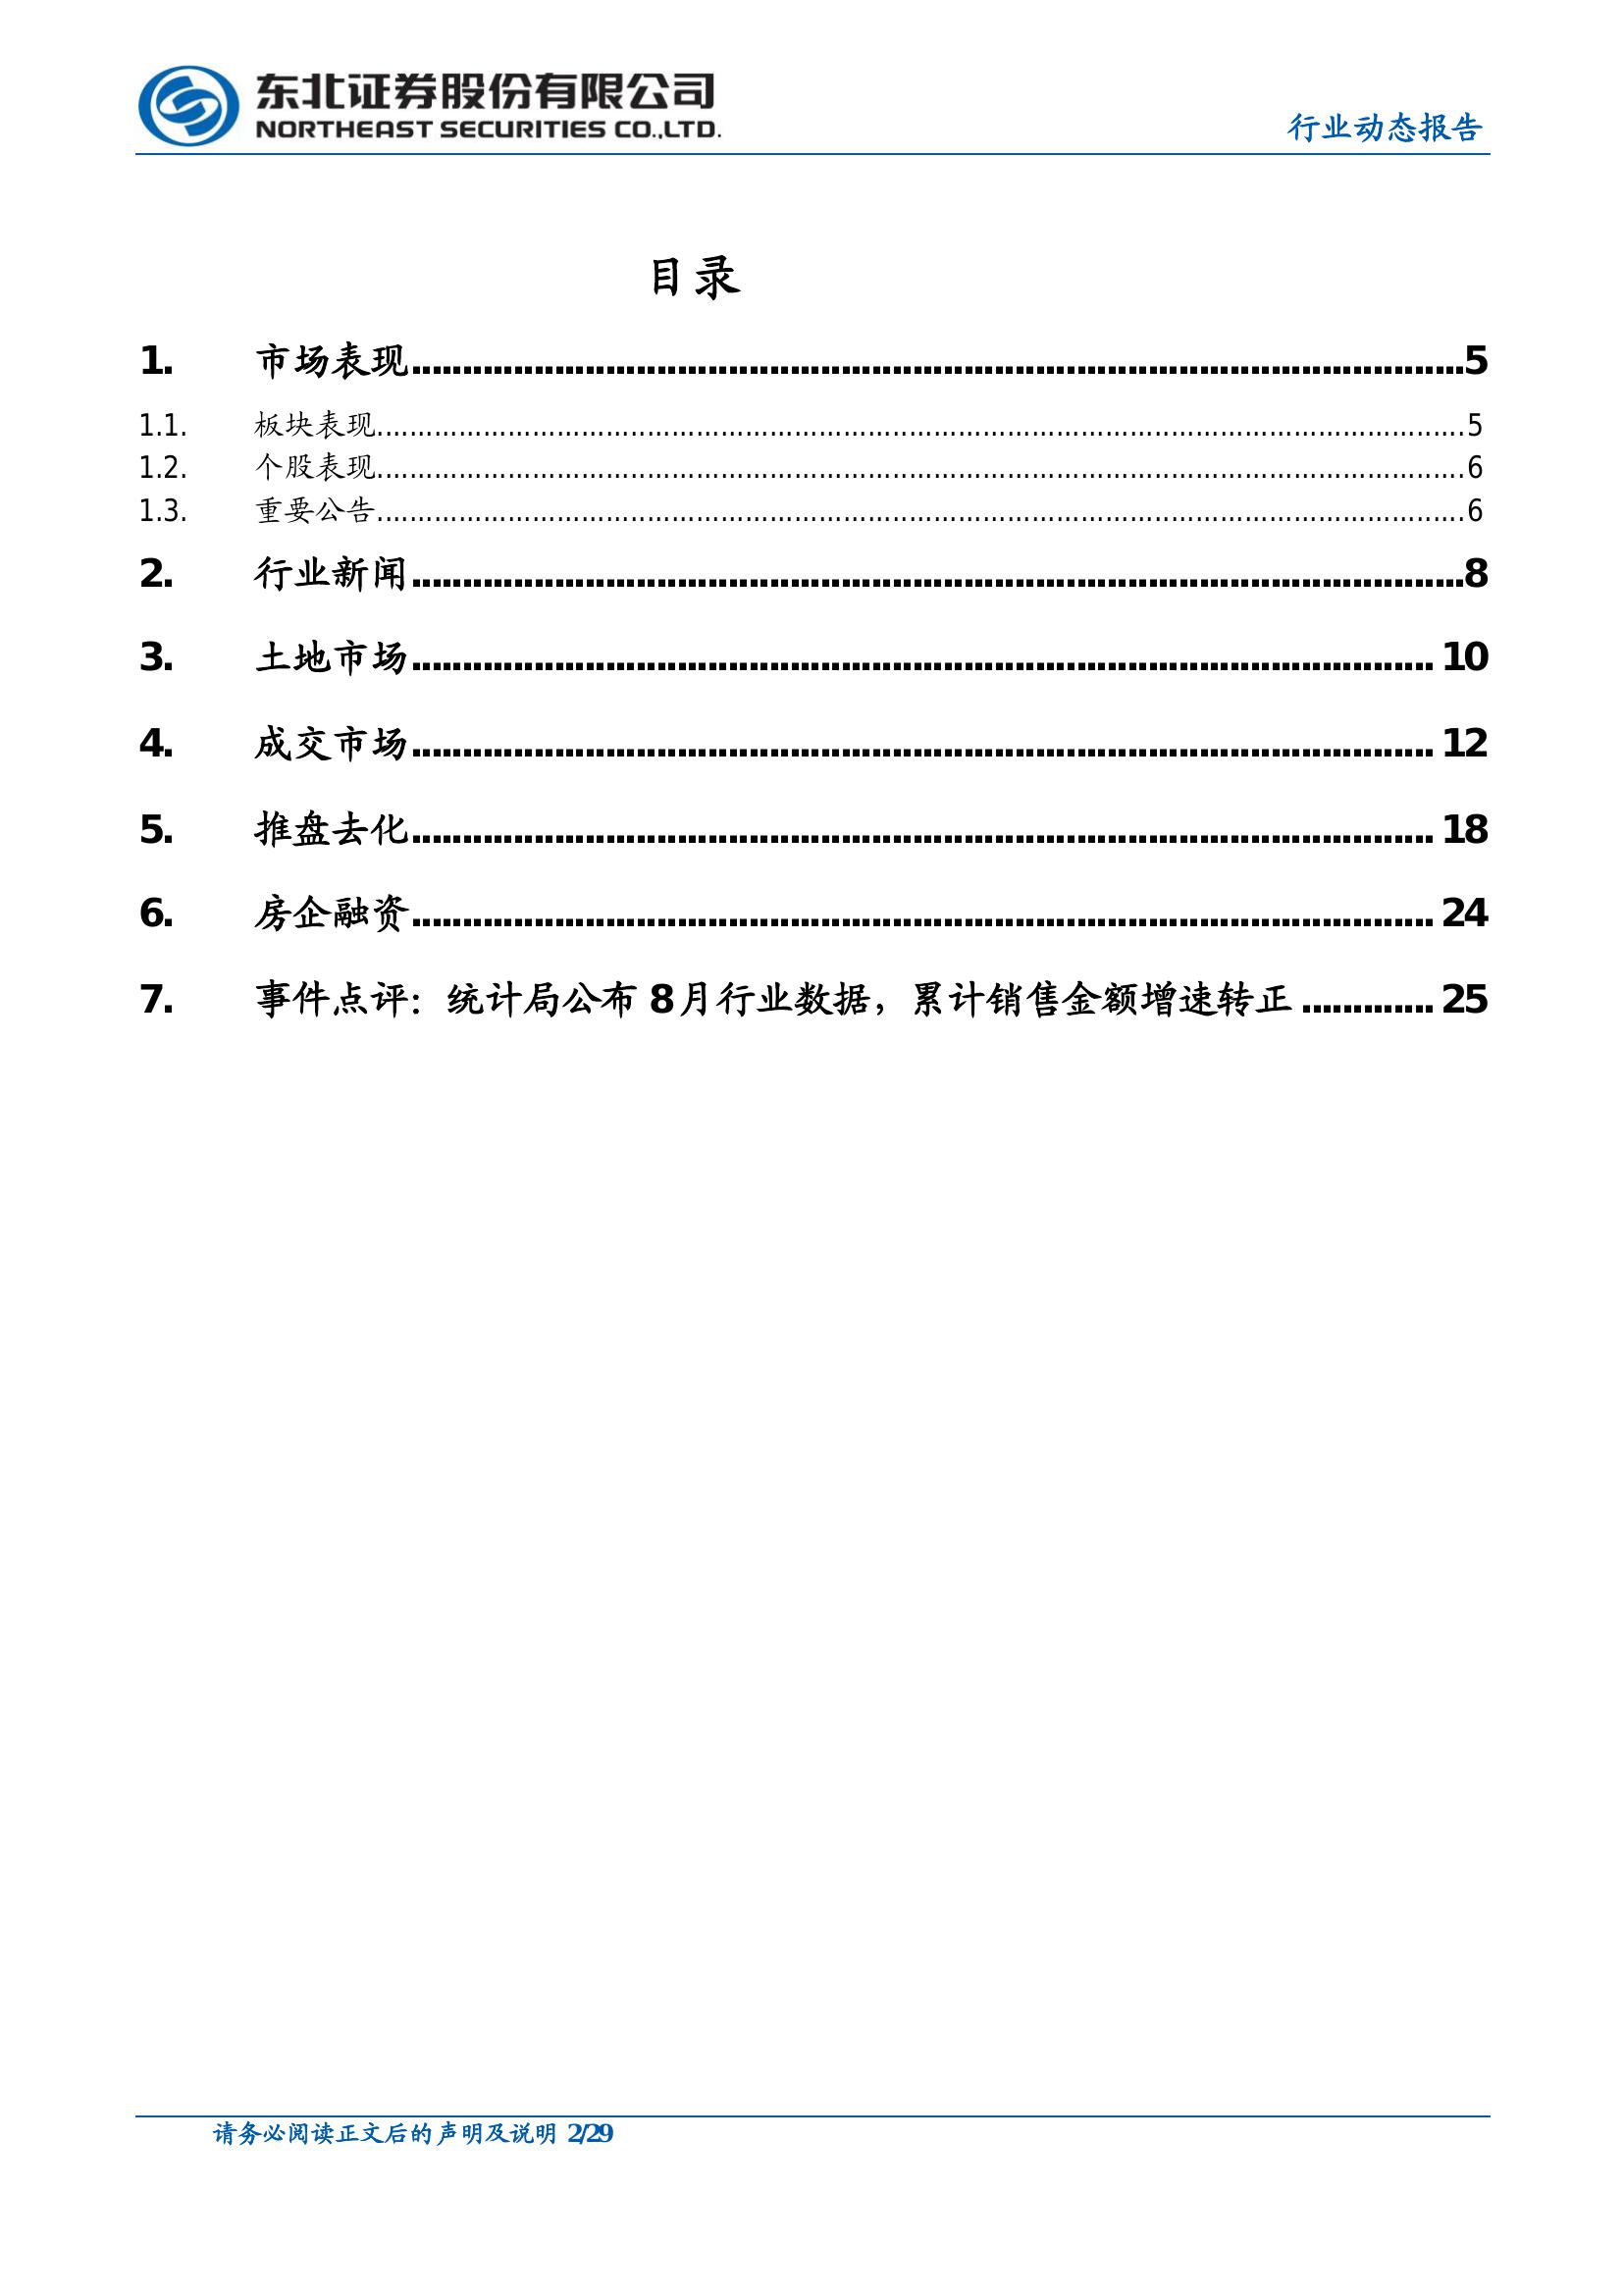 东北证券股份有限公司
NORTHEAST SECURITIES CO.,LTD.
行业动态报告
目录
1. 市场表现 5
1.1. 板块表现 5
1.2. 个股表现 6
1.3. 重要公告 6
2. 行业新闻 8
3. 土地市场 10
4. 成交市场 12
5. 推盘去化 18
6. 房企融资 24
7. 事件点评：统计局公布 8 月行业数据，累计销售金额增速转正 25
请务必阅读正文后的声明及说明 2/29